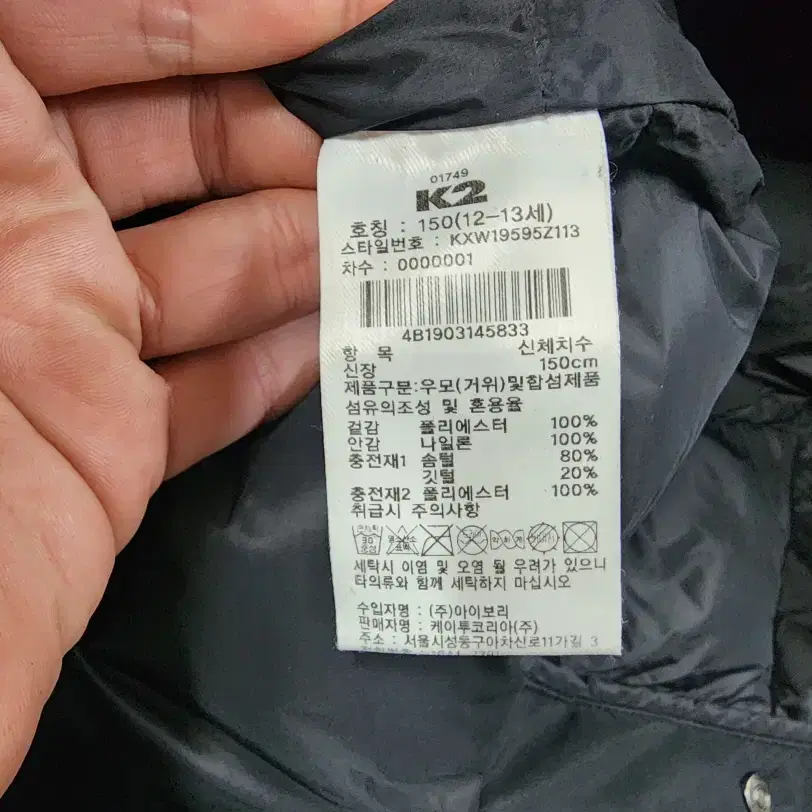 01749
K2
호칭 : 150(12-13세)
스타일번호 : KXW19595Z113
차수 : 0000001
4B1903145833
항 목 신체치수
신장 150cm
제품구분:우모(거위)및합성제품
섬유의조성 및 혼용율
겉감 폴리에스터 100%
안감 나일론 100%
충전재1 솜털 80%
깃털 20%
충전재2 폴리에스터 100%
취급시 주의사항
30
세탁시 이염 및 오염 될 우려가 있으니
타의류와 함께 세탁하지 마십시오
수입자명 : (주)아이보리
판매자명 : 케이투코리아(주)
주소 : 서울시성동구아차산로11가길 3